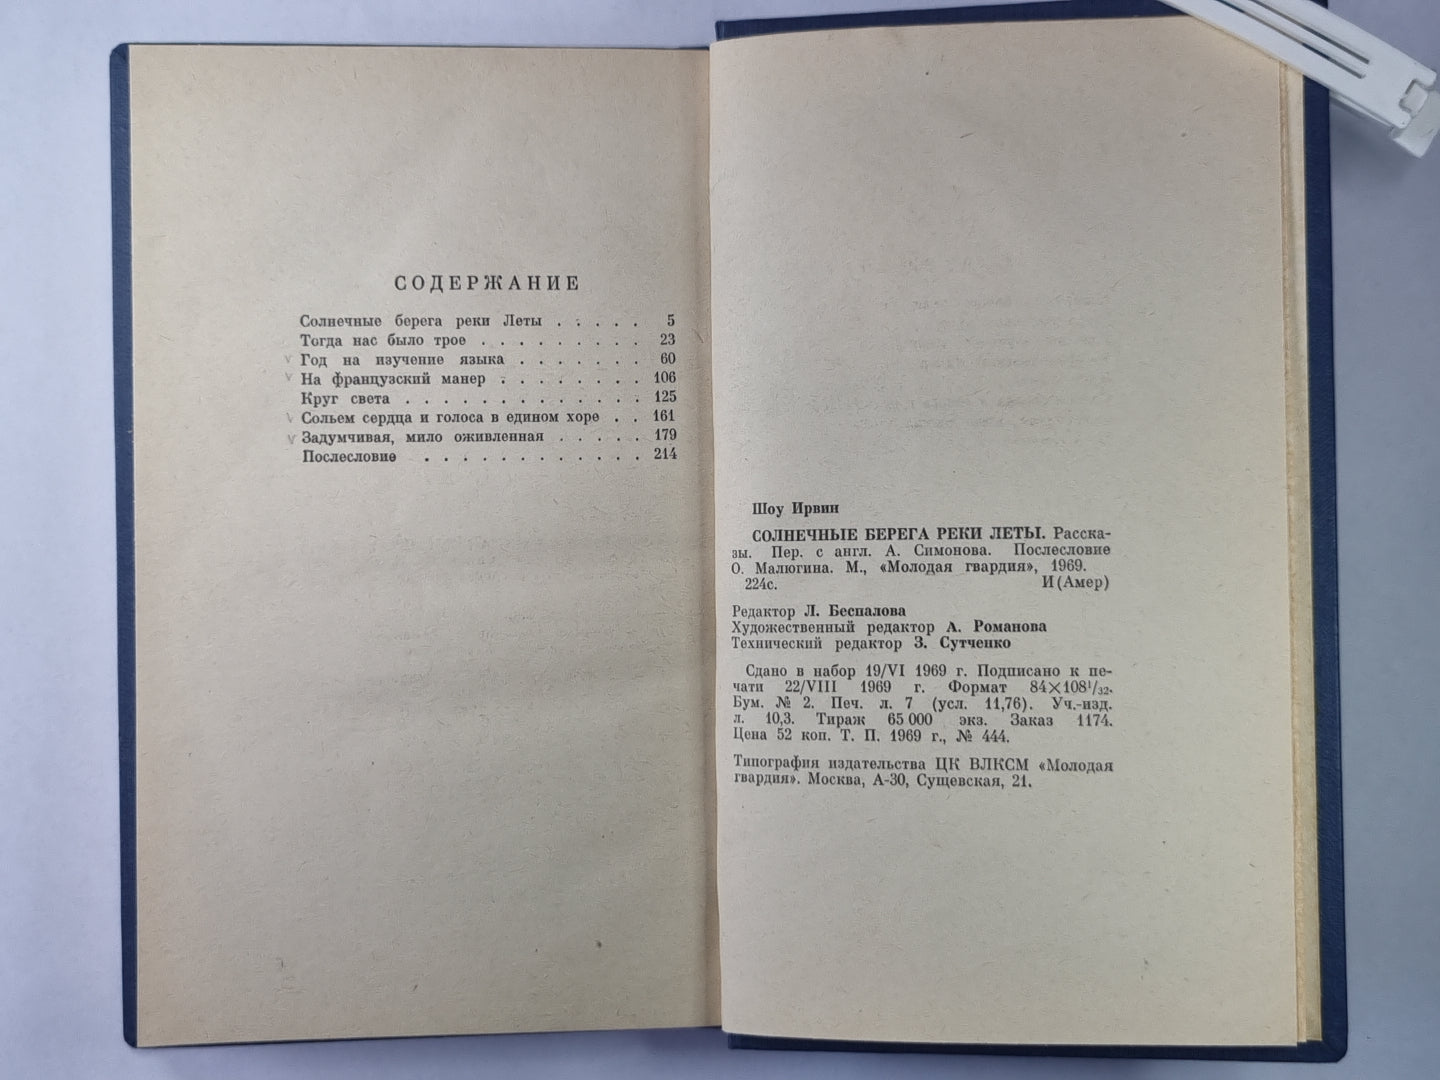 СОДЕРЖАНИЕ
Солнечные берега реки Леты . . . . . 5
Тогда нас было трое . . . . . . . . . 23
Год на изучение языка . . . . . . . 60
На французский манер . . . . . . . . 106
Круг света . . . . . . . . . . . . . 125
Сольем сердца и голоса в едином хоре . . 161
Задумчивая, мило оживленная . . . . . 179
Послесловие . . . . . . . . . . . . 214
Шоу Ирвин
СОЛНЕЧНЫЕ БЕРЕГА РЕКИ ЛЕТЫ. Расска-
зы. Пер. с англ. А. Симонова. Послесловие
О. Малюгина. М., «Молодая гвардия», 1969.
224с. И(Амер)
Редактор Л. Беспалова
Художественный редактор А. Романова
Технический редактор З. Сутченко
Сдано в набор 19/VI 1969 г. Подписано к пе-
чати 22/VIII 1969 г. Формат 84×108¹/₃₂.
Бум. № 2. Печ. л. 7 (усл. 11,76). Уч.-изд.
л. 10,3. Тираж 65 000 экз. Заказ 1174.
Цена 52 коп. Т. П. 1969 г., № 444.
Типография издательства ЦК ВЛКСМ «Молодая
гвардия». Москва, А-30, Сущевская, 21.